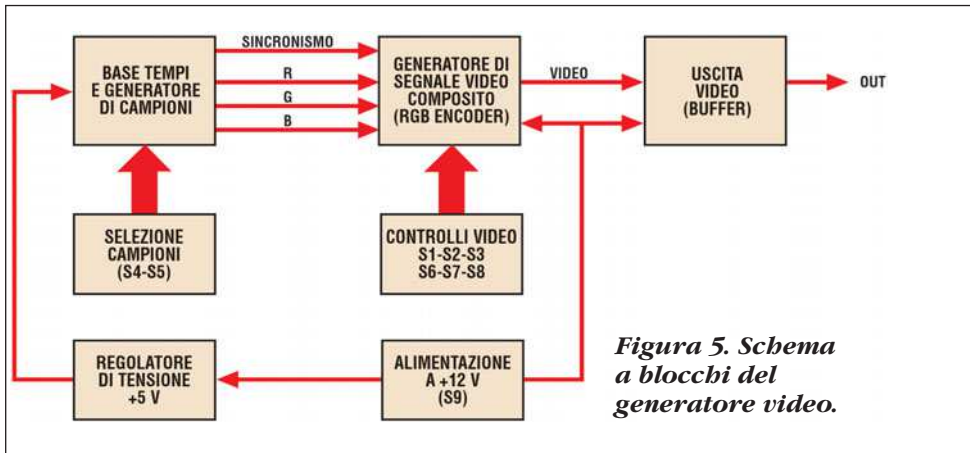 BASE TEMPI
E GENERATORE
DI CAMPIONI
SINCRONISMO
R
G
B
GENERATORE DI
SEGNALE VIDEO
COMPOSITO
(RGB ENCODER)
VIDEO
USCITA
VIDEO
(BUFFER)
OUT
SELEZIONE
CAMPIONI
(S4-S5)
CONTROLLI VIDEO
S1-S2-S3
S6-S7-S8
REGOLATORE
DI TENSIONE
+5 V
ALIMENTAZIONE
A +12 V
(S9)
Figura 5. Schema
a blocchi del
generatore video.